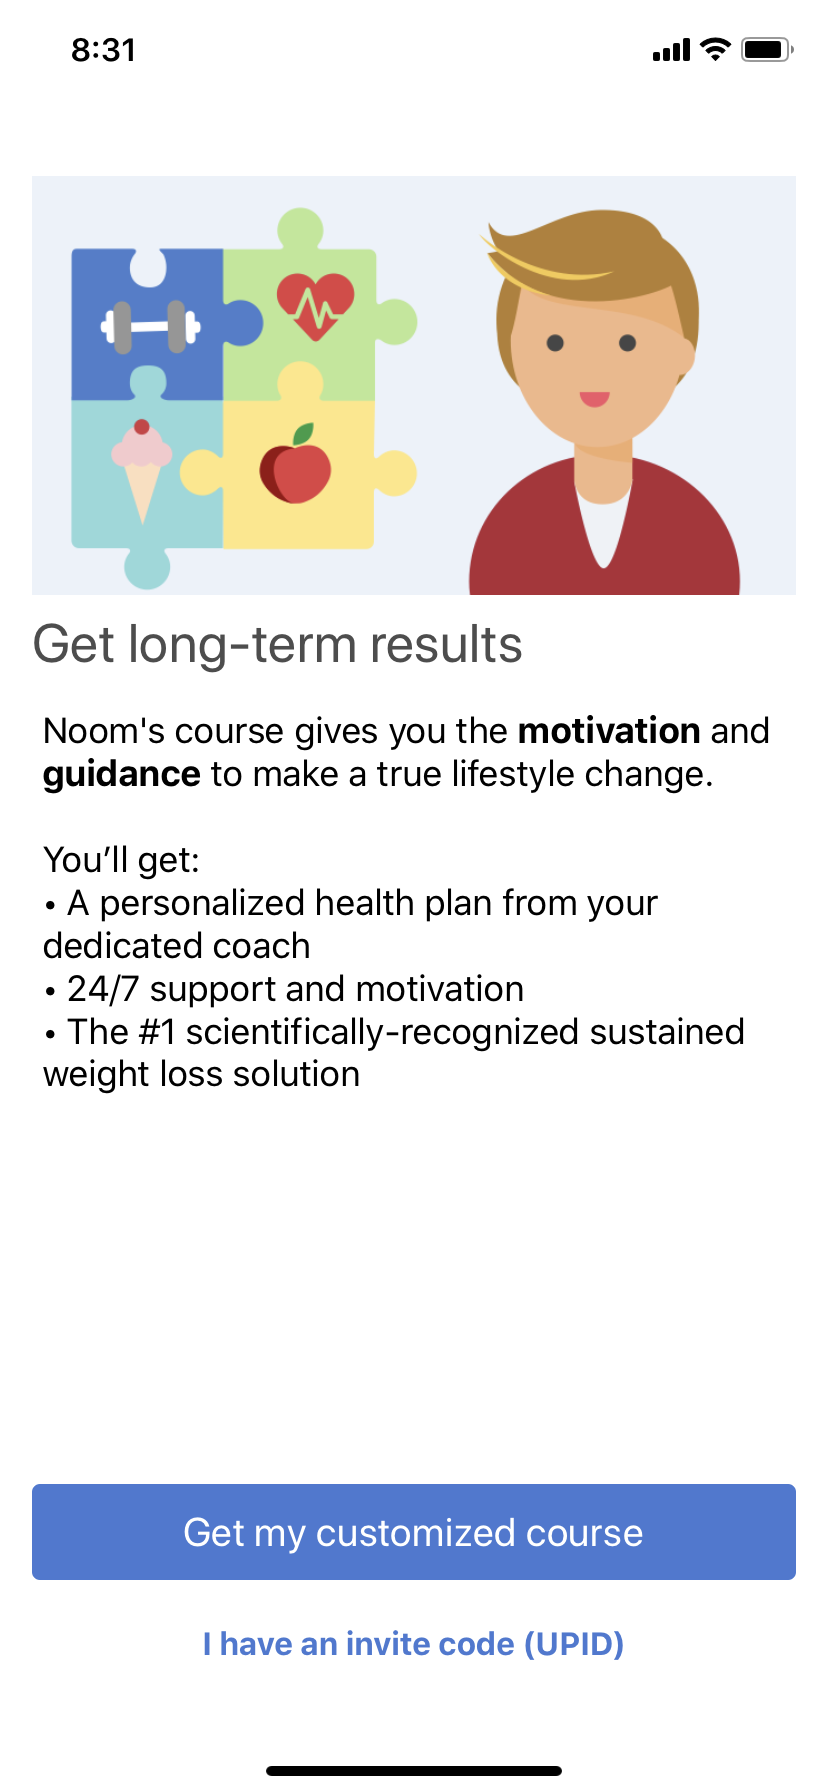 8:31
Get long-term results
Noom's course gives you the motivation and
guidance to make a true lifestyle change.
You’ll get:
• A personalized health plan from your
dedicated coach
• 24/7 support and motivation
• The #1 scientifically-recognized sustained
weight loss solution
Get my customized course
I have an invite code (UPID)